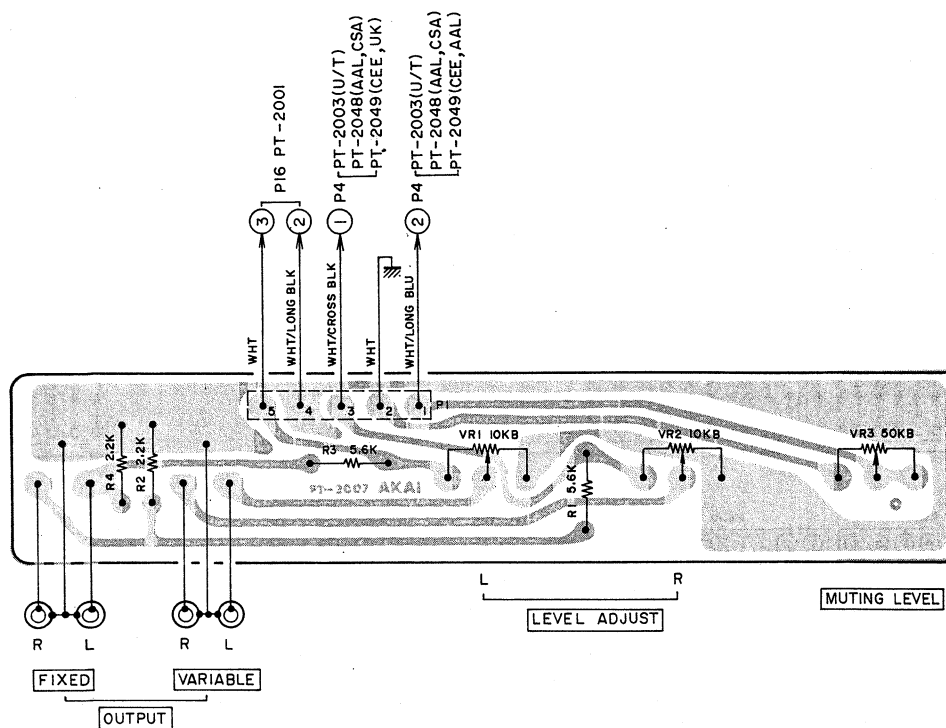 P16 PT-2001
P4 PT-2003(U/T)
PT-2048(AAL,CSA)
PT-2049(CEE,UK)
P4 PT-2003(U/T)
PT-2048(AAL,CSA)
PT-2049(CEE,AAL)
3
2
1
2
WHT
WHT/LONG BLK
WHT/CROSS BLK
WHT
WHT/LONG BLU
5 4 3 2 1 P1
R4 2.2K
R2 2.2K
R3 5.6K
VR1 10KB
R1 5.6K
VR2 10KB
VR3 50KB
PT-2007 AKAI
R L R L
FIXED
VARIABLE
OUTPUT
L R
LEVEL ADJUST
MUTING LEVEL